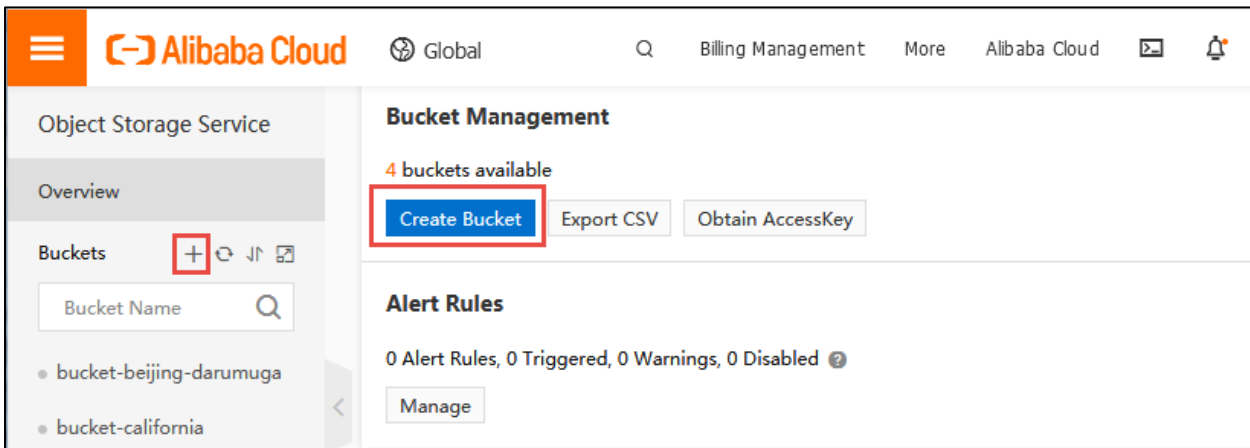 Alibaba Cloud
Global
Billing Management
More
Alibaba Cloud
Object Storage Service
Overview
Buckets
Bucket Name
bucket-beijing-darumuga
bucket-california
Bucket Management
4 buckets available
Create Bucket
Export CSV
Obtain AccessKey
Alert Rules
0 Alert Rules, 0 Triggered, 0 Warnings, 0 Disabled
Manage